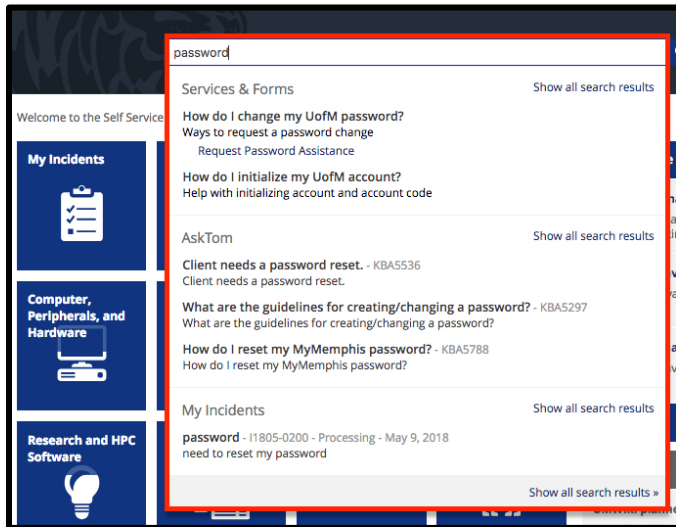 password
Services & Forms
Show all search results
How do I change my UofM password?
Ways to request a password change
Request Password Assistance
How do I initialize my UofM account?
Help with initializing account and account code
AskTom
Show all search results
Client needs a password reset. - KBA5536
Client needs a password reset.
What are the guidelines for creating/changing a password? - KBA5297
What are the guidelines for creating/changing a password?
How do I reset my MyMemphis password? - KBA5788
How do I reset my MyMemphis password?
My Incidents
Show all search results
password - I1805-0200 - Processing - May 9, 2018
need to reset my password
Show all search results »
Welcome to the Self Service
My Incidents
Computer,
Peripherals, and
Hardware
Research and HPC
Software